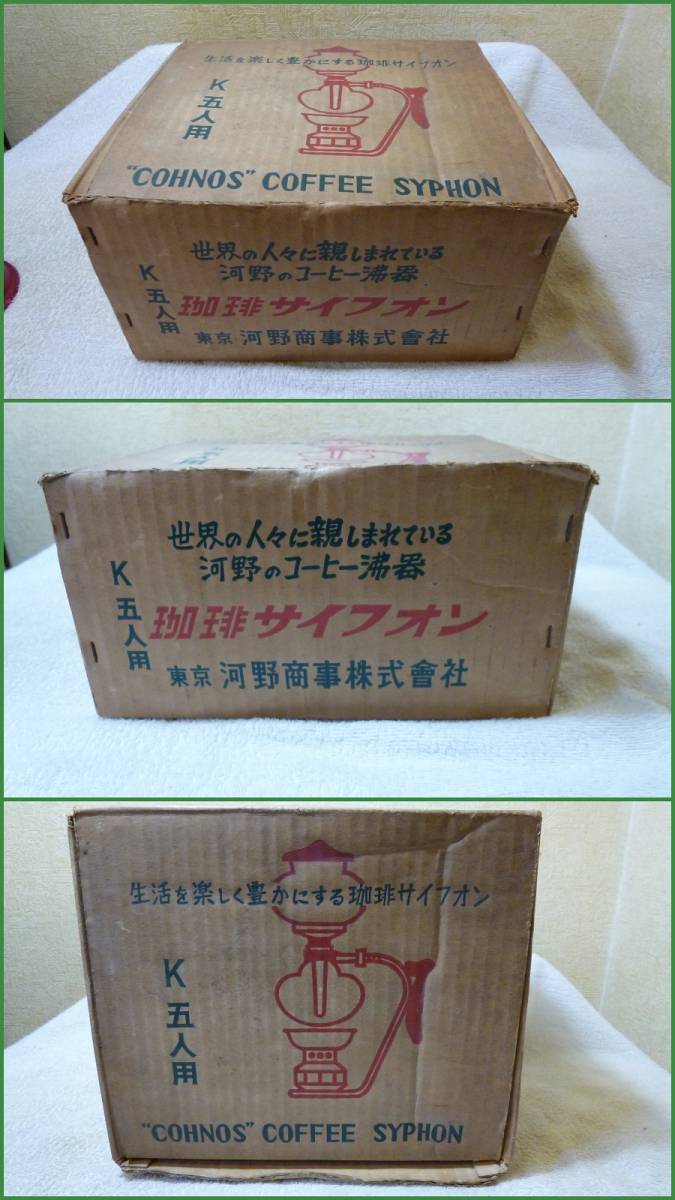 生活を楽しく豊かにする珈琲サイフオン
K五人用
"COHNOS" COFFEE SYPHON
世界の人々に親しまれている
河野のコーヒー沸器
K五人用
珈琲サイフオン
東京 河野商事株式會社
世界の人々に親しまれている
河野のコーヒー沸器
K五人用
珈琲サイフオン
東京 河野商事株式會社
生活を楽しく豊かにする珈琲サイフオン
K五人用
"COHNOS" COFFEE SYPHON